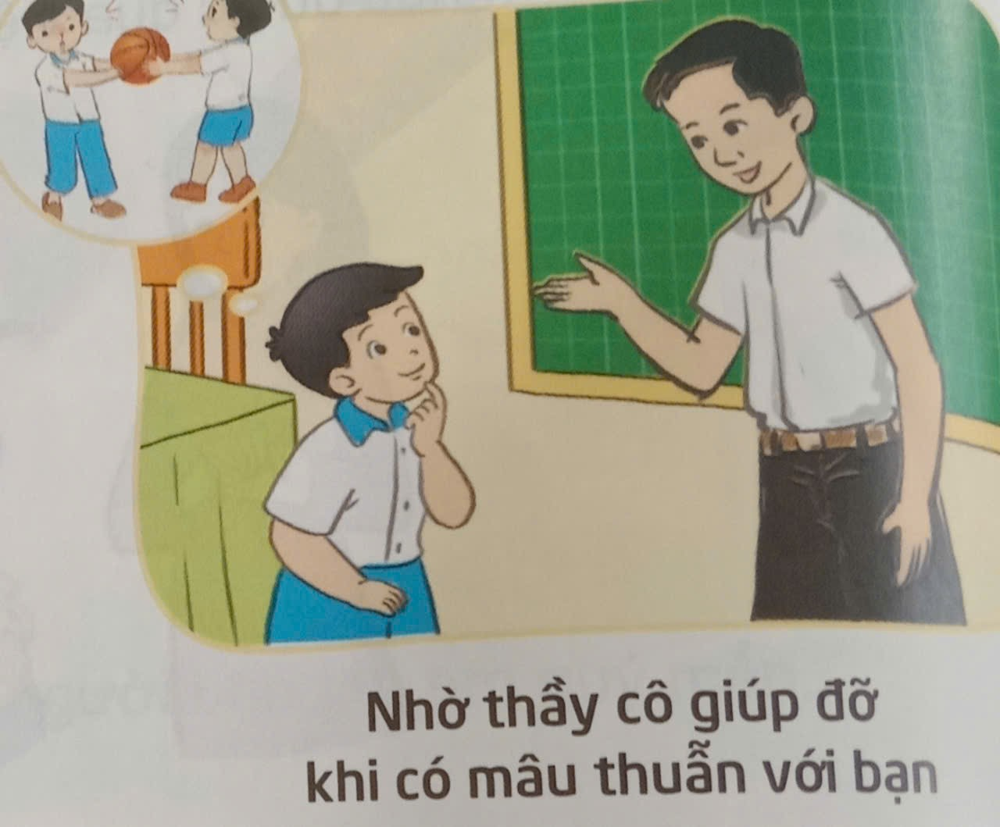 Nhờ thầy cô giúp đỡ
khi có mâu thuẫn với bạn